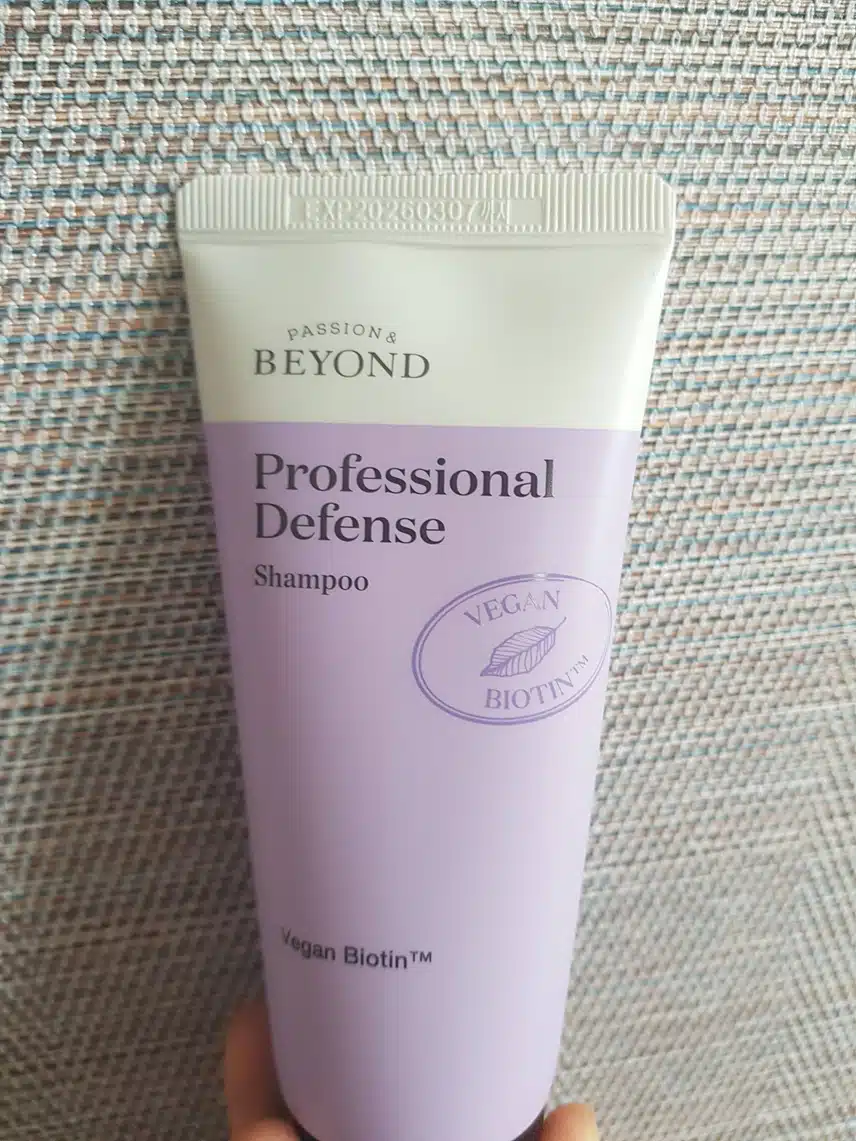 EXP20260307
PASSION &
BEYOND
Professional
Defense
Shampoo
VEGAN
BIOTIN™
Vegan Biotin™